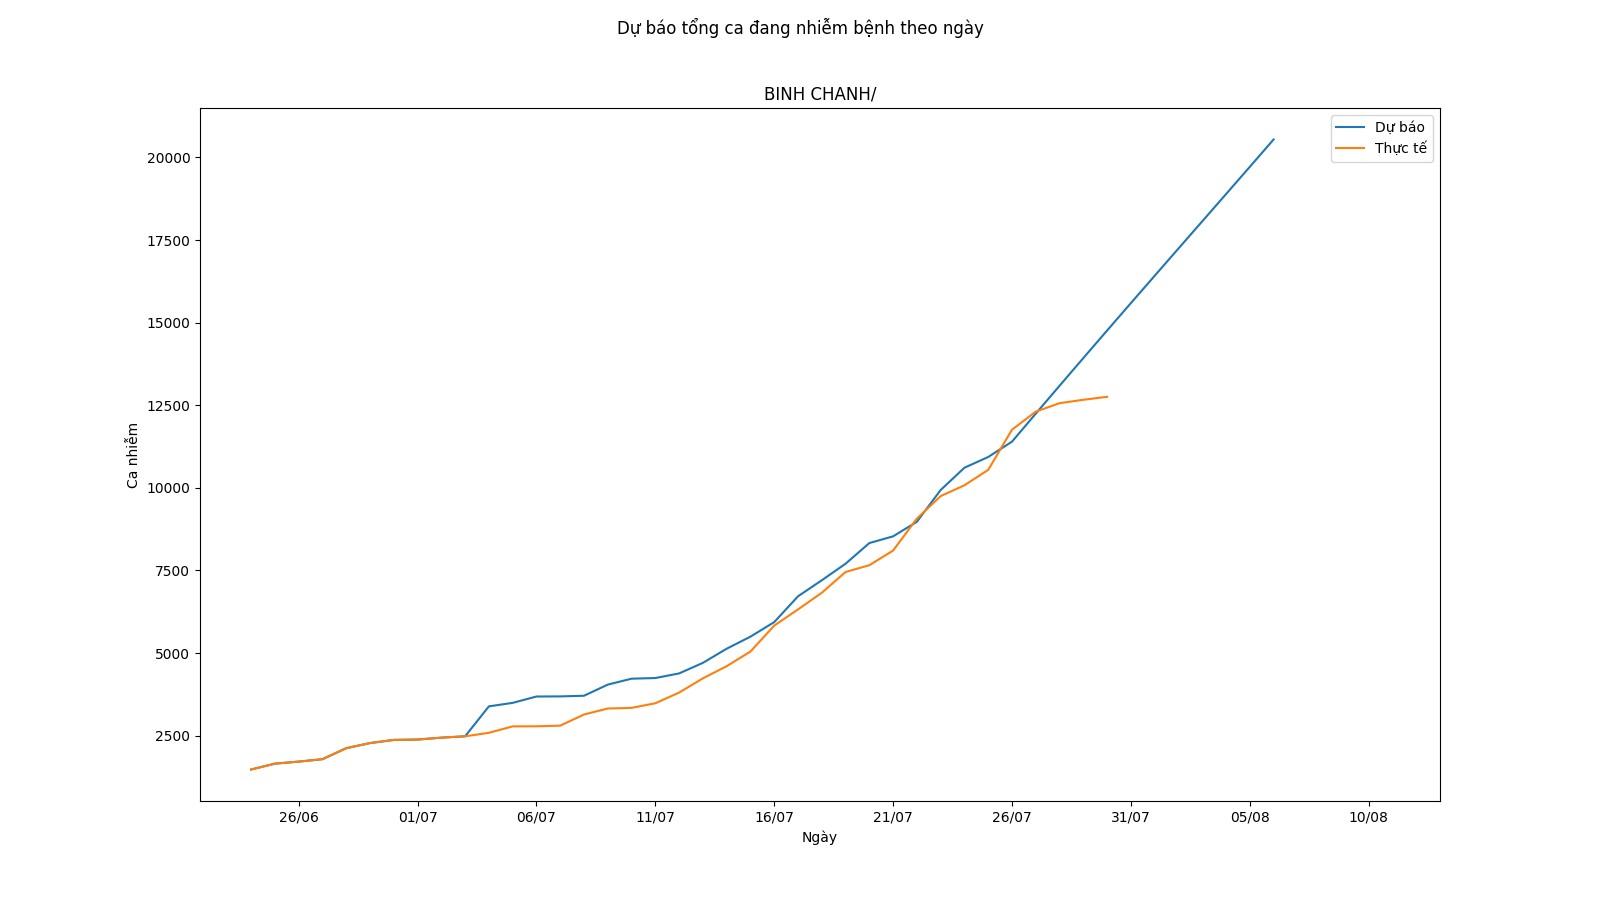 Dự báo tổng ca đang nhiễm bệnh theo ngày
BINH CHANH/
Dự báo
Thực tế
20000
17500
15000
12500
10000
7500
5000
2500
Ca nhiễm
26/06 01/07 06/07 11/07 16/07 21/07 26/07 31/07 05/08 10/08
Ngày